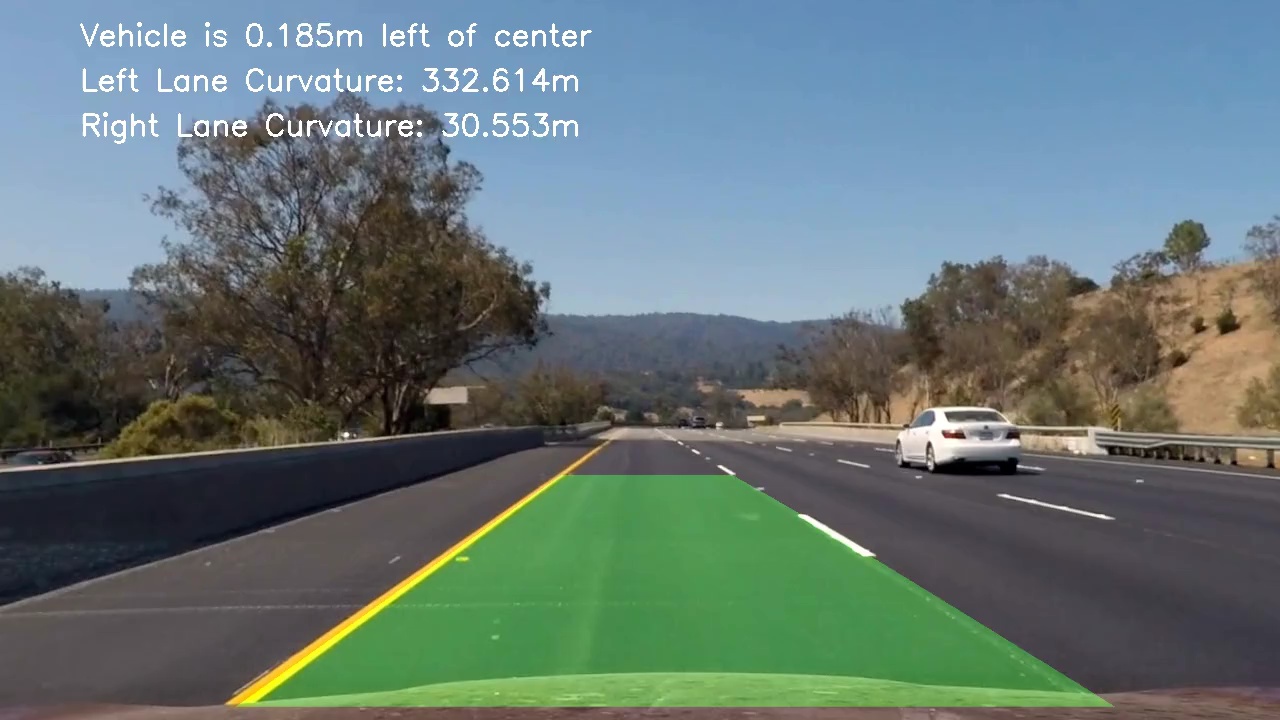 Vehicle is 0.185m left of center
Left Lane Curvature: 332.614m
Right Lane Curvature: 30.553m